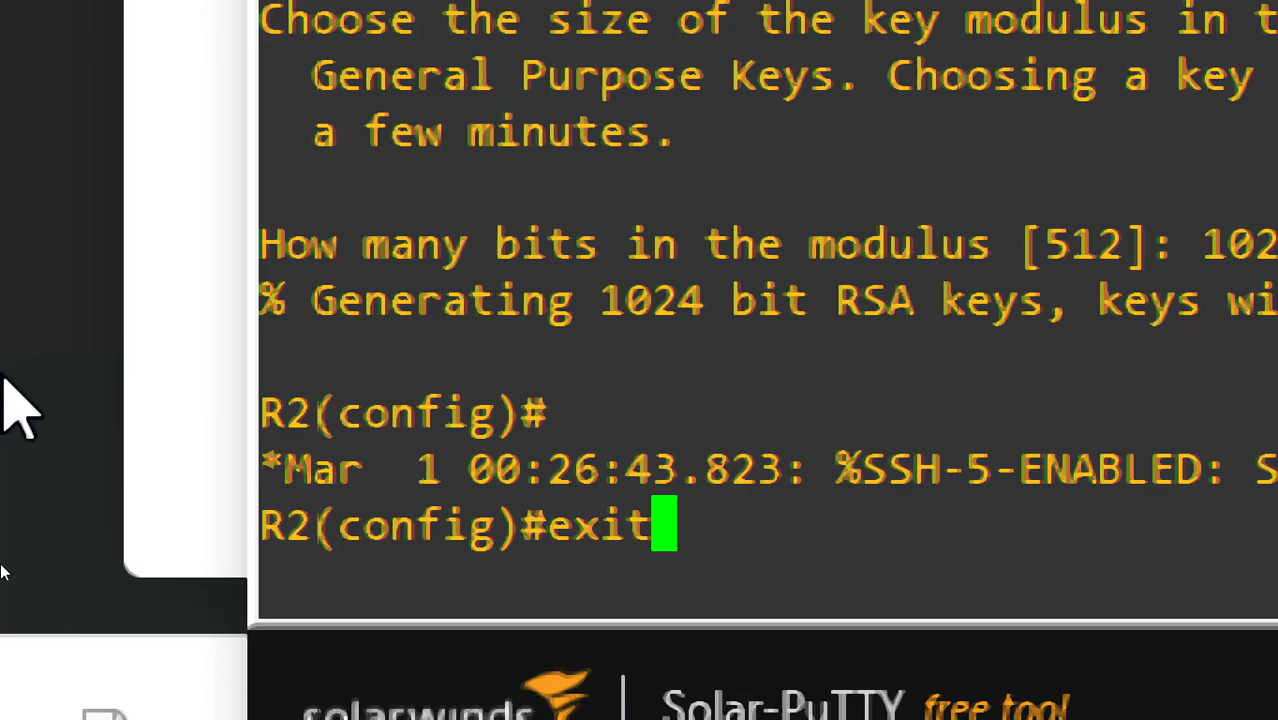 Choose the size of the key modulus in t
General Purpose Keys. Choosing a key
a few minutes.
How many bits in the modulus [512]: 102
% Generating 1024 bit RSA keys, keys wi
R2(config)#
*Mar  1 00:26:43.823: %SSH-5-ENABLED: S
R2(config)#exit
solarwinds Solar-PuTTY free tool